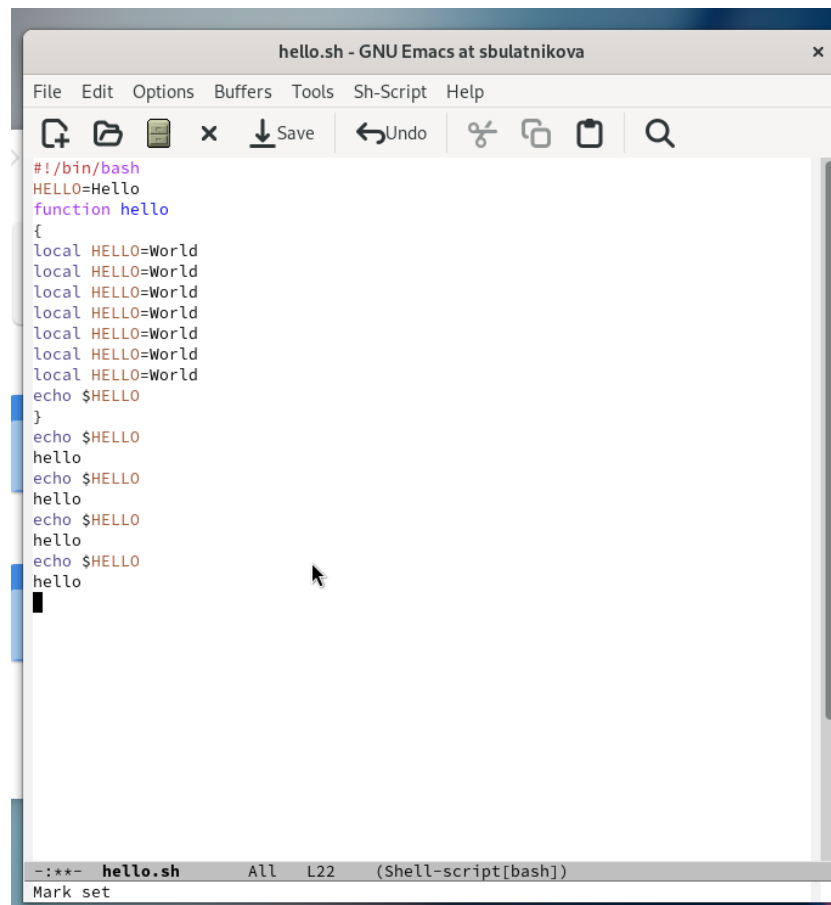 hello.sh - GNU Emacs at sbulatnikova
File Edit Options Buffers Tools Sh-Script Help
Save Undo
#!/bin/bash
HELLO=Hello
function hello
{
local HELLO=World
local HELLO=World
local HELLO=World
local HELLO=World
local HELLO=World
local HELLO=World
local HELLO=World
echo $HELLO
}
echo $HELLO
hello
echo $HELLO
hello
echo $HELLO
hello
echo $HELLO
hello
-:**- hello.sh All L22 (Shell-script[bash])
Mark set